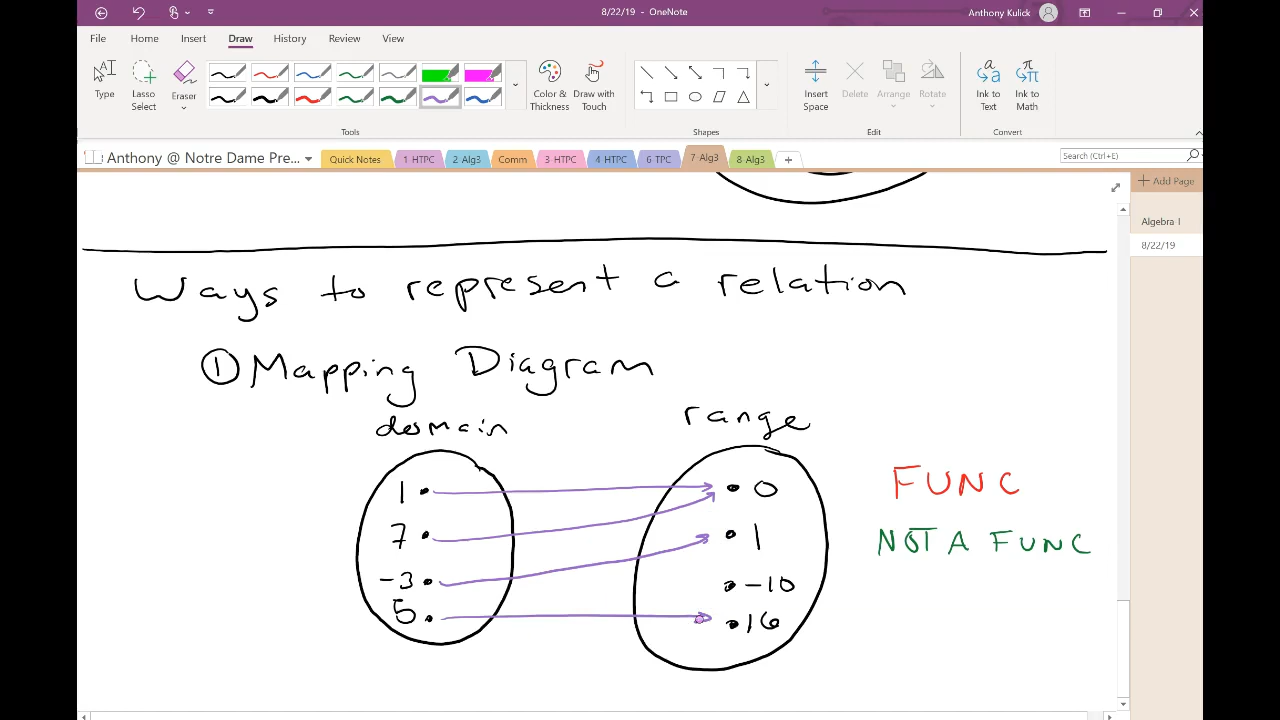 8/22/19 - OneNote
Anthony Kulick
File Home Insert Draw History Review View
Type
Lasso Select
Eraser
Color & Thickness
Draw with Touch
Insert Space
Delete
Arrange
Rotate
Ink to Text
Ink to Math
Tools Shapes Edit Convert
Anthony @ Notre Dame Pre... Quick Notes 1 HTPC 2 Alg3 Comm 3 HTPC 4 HTPC 6 TPC 7 Alg3 8 Alg3 +
Search (Ctrl+E)
+ Add Page
Algebra I
8/22/19
Ways to represent a relation
① Mapping Diagram
domain range
1 0
7 1
-3 -10
5 16
FUNC
NOT A FUNC